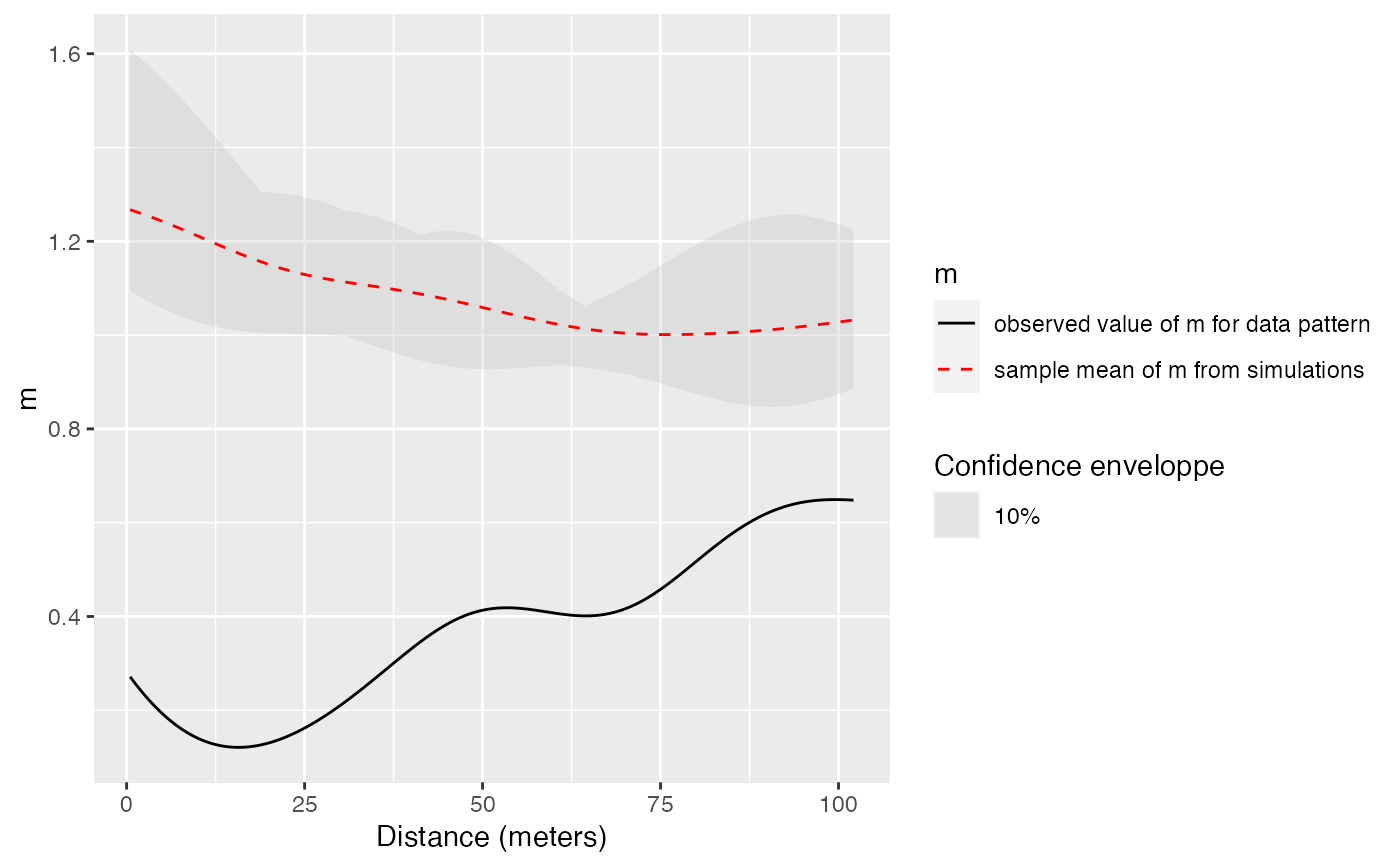 1.6
1.2
0.8
0.4
m
0
25
50
75
100
Distance (meters)
m
observed value of m for data pattern
sample mean of m from simulations
Confidence enveloppe
10%